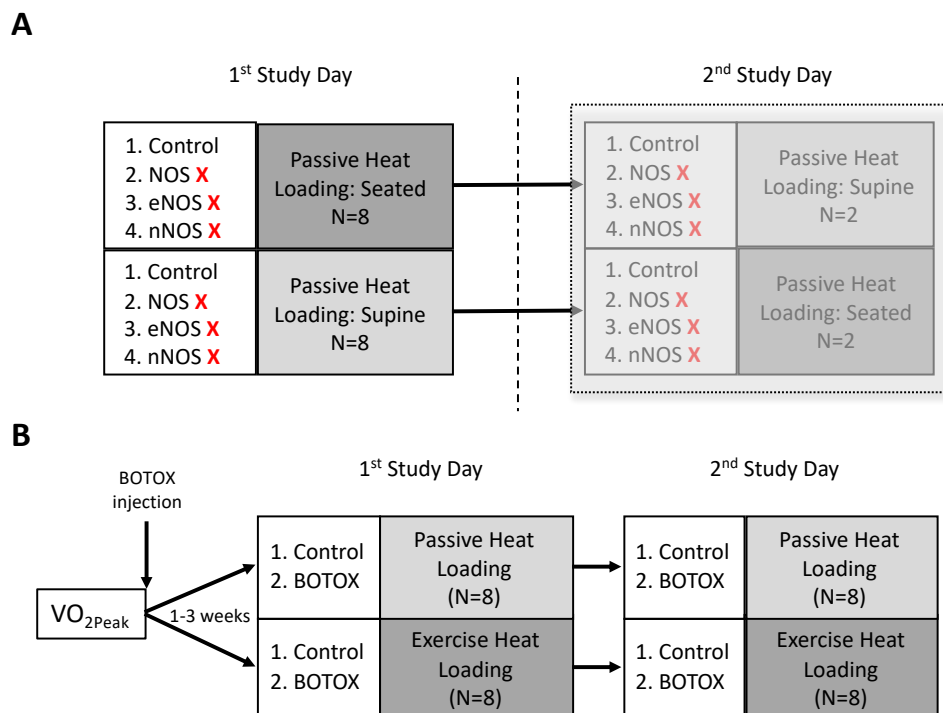 A
1st Study Day
2nd Study Day
1. Control
2. NOS X
3. eNOS X
4. nNOS X
Passive Heat
Loading: Seated
N=8
1. Control
2. NOS X
3. eNOS X
4. nNOS X
Passive Heat
Loading: Supine
N=2
1. Control
2. NOS X
3. eNOS X
4. nNOS X
Passive Heat
Loading: Supine
N=8
1. Control
2. NOS X
3. eNOS X
4. nNOS X
Passive Heat
Loading: Seated
N=2
B
1st Study Day
2nd Study Day
BOTOX
injection
VO2Peak
1-3 weeks
1. Control
2. BOTOX
Passive Heat
Loading
(N=8)
1. Control
2. BOTOX
Passive Heat
Loading
(N=8)
1. Control
2. BOTOX
Exercise Heat
Loading
(N=8)
1. Control
2. BOTOX
Exercise Heat
Loading
(N=8)